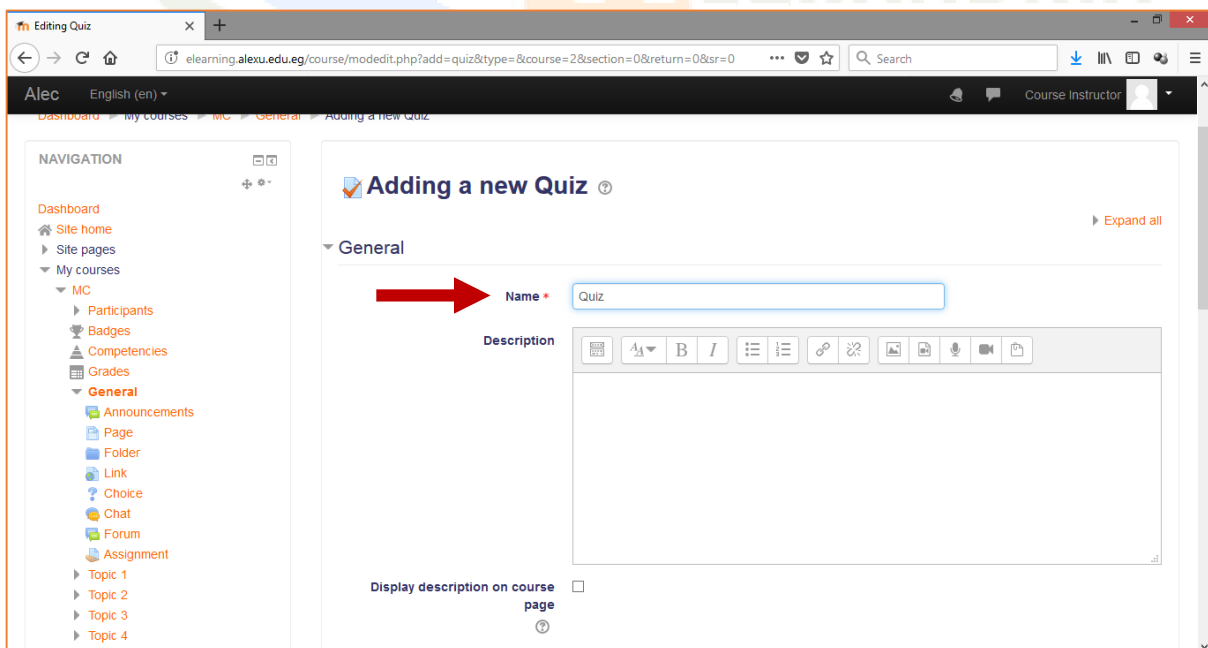 Editing Quiz
elearning.alexu.edu.eg/course/modedit.php?add=quiz&type=&course=2&section=0&return=0&sr=0
Search
Alec English (en)
Course Instructor
Dashboard My courses MC General Adding a new Quiz
NAVIGATION
Dashboard
Site home
Site pages
My courses
MC
Participants
Badges
Competencies
Grades
General
Announcements
Page
Folder
Link
Choice
Chat
Forum
Assignment
Topic 1
Topic 2
Topic 3
Topic 4
Adding a new Quiz
Expand all
General
Name *
Quiz
Description
B I
Display description on course
page